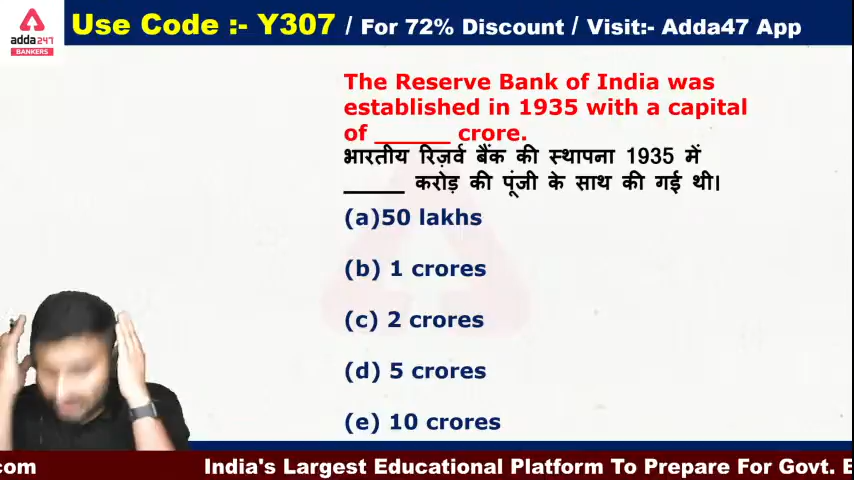 Use Code :- Y307 / For 72% Discount / Visit:- Adda47 App
adda247
BANKERS
The Reserve Bank of India was
established in 1935 with a capital
of ______ crore.
भारतीय रिज़र्व बैंक की स्थापना 1935 में
_____ करोड़ की पूंजी के साथ की गई थी।
(a)50 lakhs
(b) 1 crores
(c) 2 crores
(d) 5 crores
(e) 10 crores
com India's Largest Educational Platform To Prepare For Govt. E